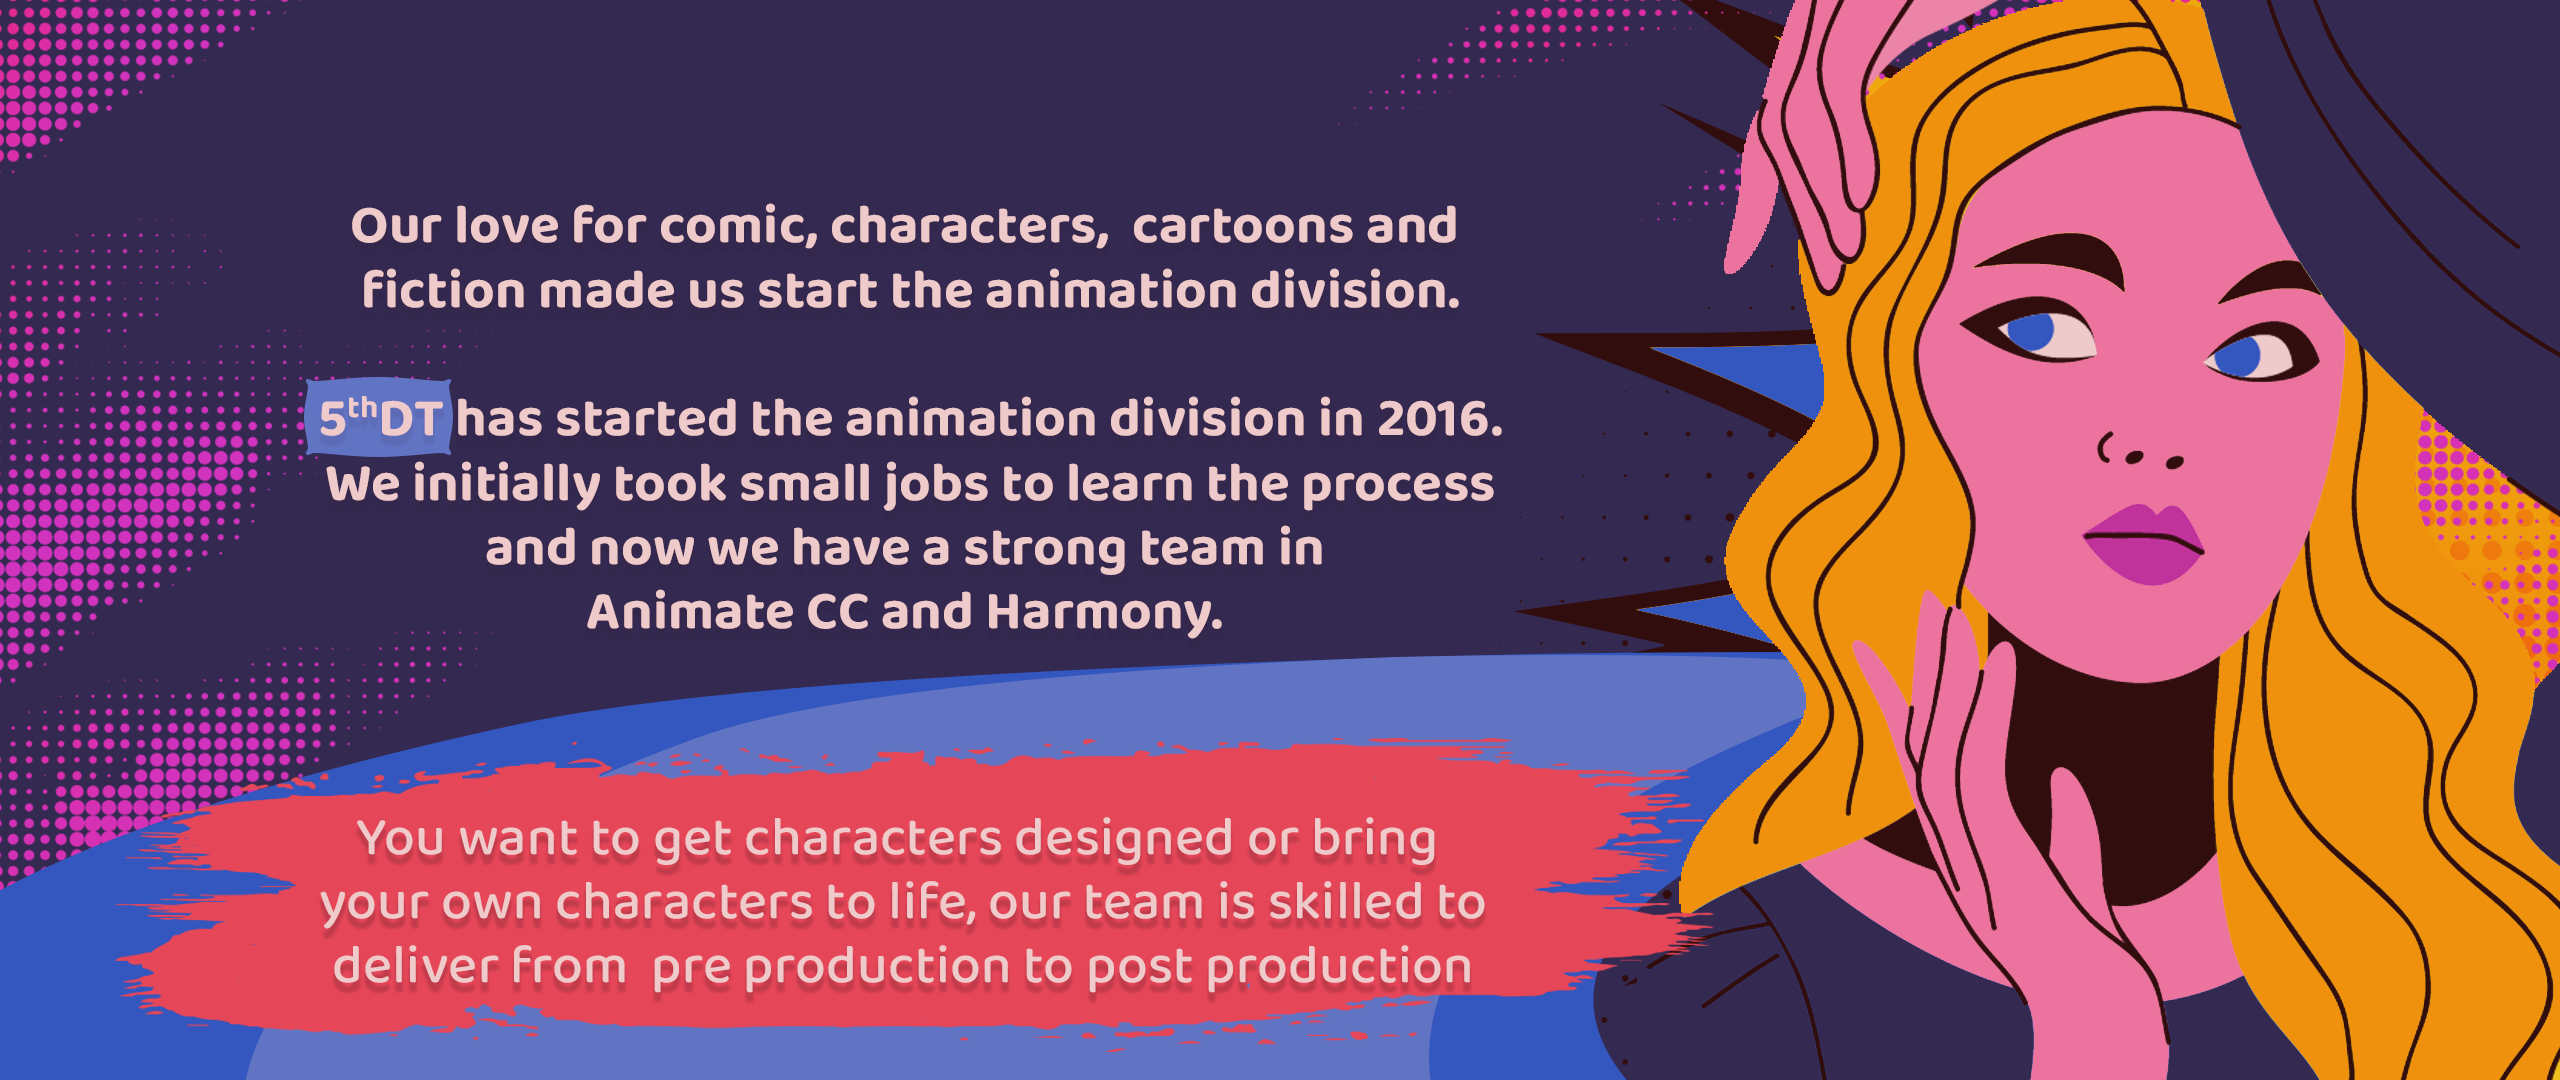 Our love for comic, characters,  cartoons and
fiction made us start the animation division.
5thDT has started the animation division in 2016.
We initially took small jobs to learn the process
and now we have a strong team in
Animate CC and Harmony.
You want to get characters designed or bring
your own characters to life, our team is skilled to
deliver from  pre production to post production